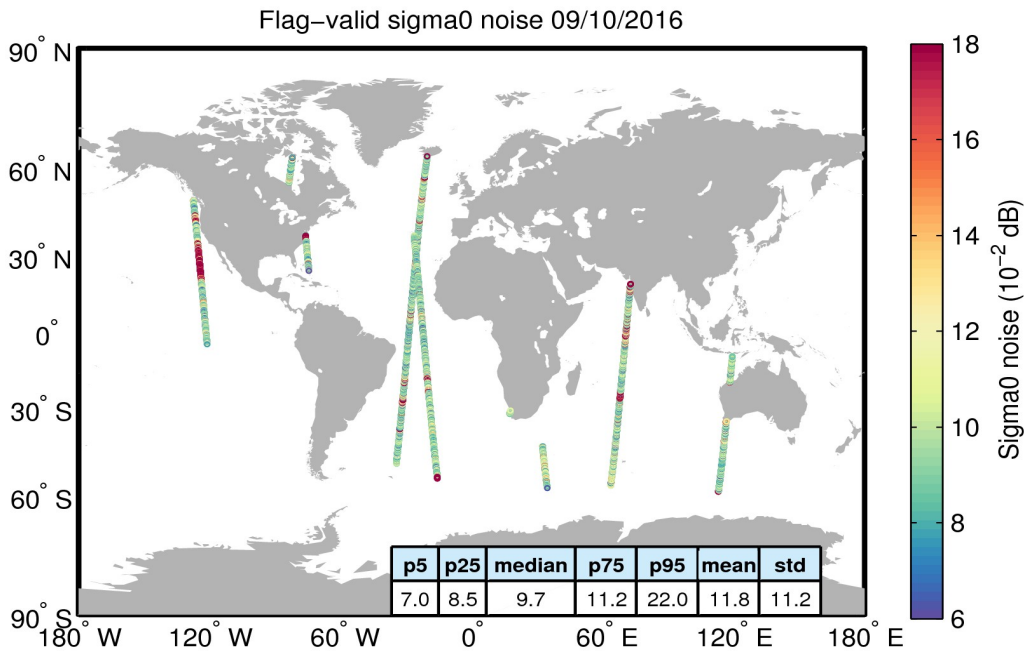 Flag−valid sigma0 noise 09/10/2016
90° N
60° N
30° N
0°
30° S
60° S
90° S
180° W 120° W 60° W 0° 60° E 120° E 180° E
p5 p25 median p75 p95 mean std
7.0 8.5 9.7 11.2 22.0 11.8 11.2
18
16
14
12
10
8
6
Sigma0 noise (10⁻² dB)